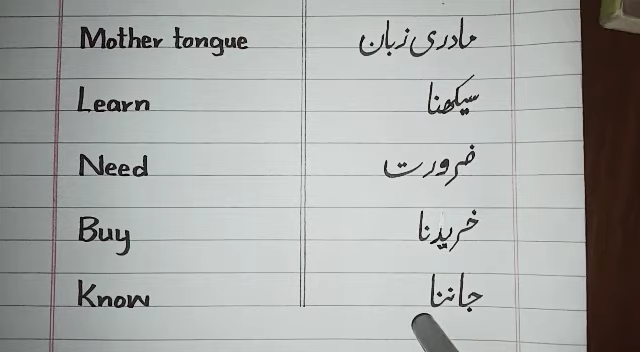 Mother tongue مادری زبان
Learn سیکھنا
Need ضرورت
Buy خریدنا
Know جاننا